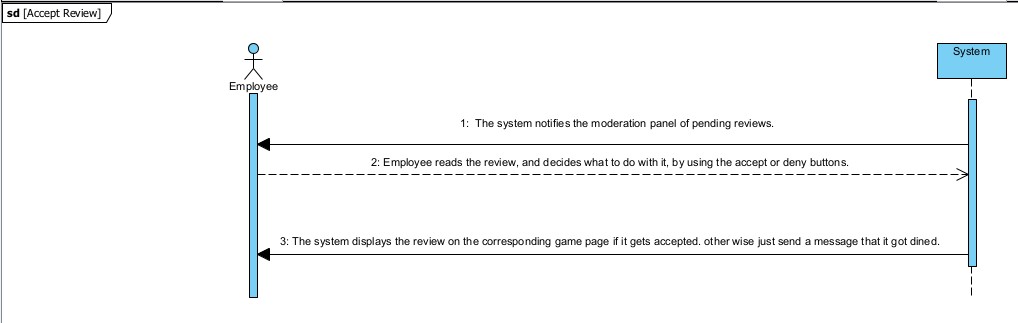 sd [Accept Review]
System
Employee
1:  The system notifies the moderation panel of pending reviews.
2: Employee reads the review, and decides what to do with it, by using the accept or deny buttons.
3: The system displays the review on the corresponding game page if it gets accepted. other wise just send a message that it got dined.